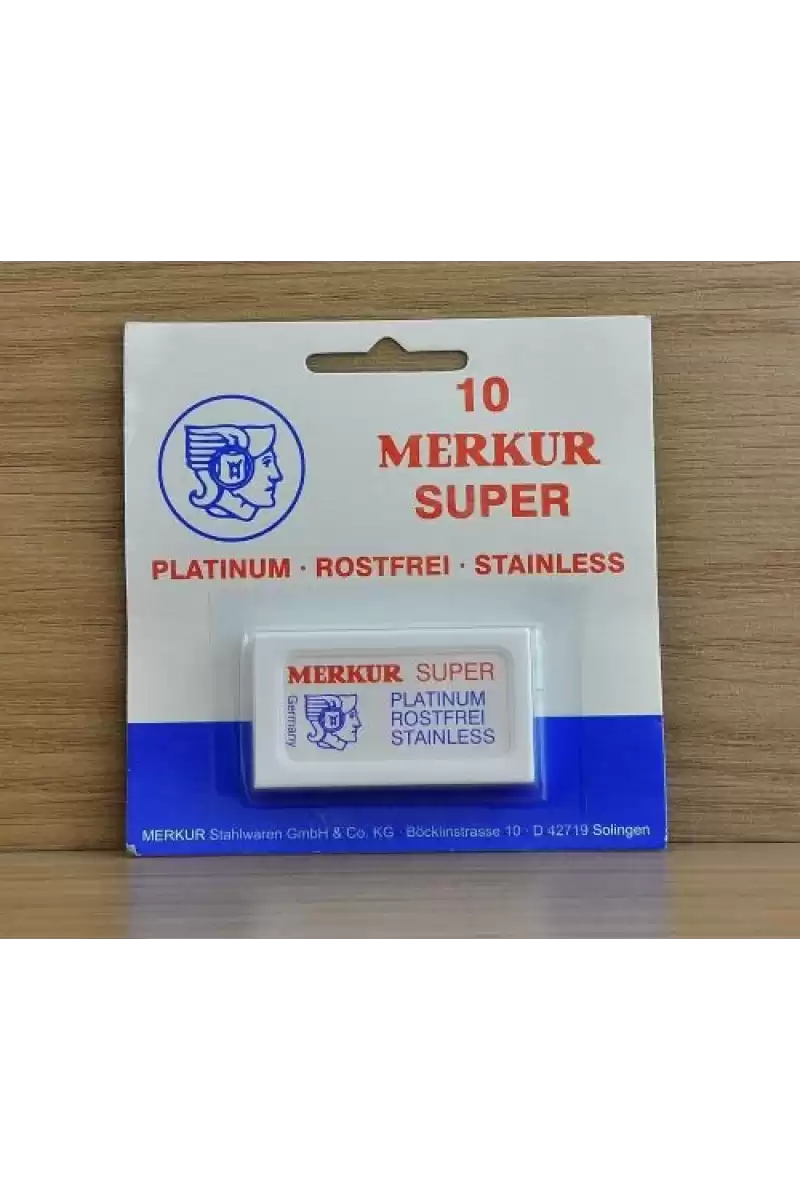 10
MERKUR
SUPER
PLATINUM · ROSTFREI · STAINLESS
MERKUR SUPER
Germany
PLATINUM
ROSTFREI
STAINLESS
MERKUR Stahlwaren GmbH & Co. KG · Böcklinstrasse 10 · D 42719 Solingen